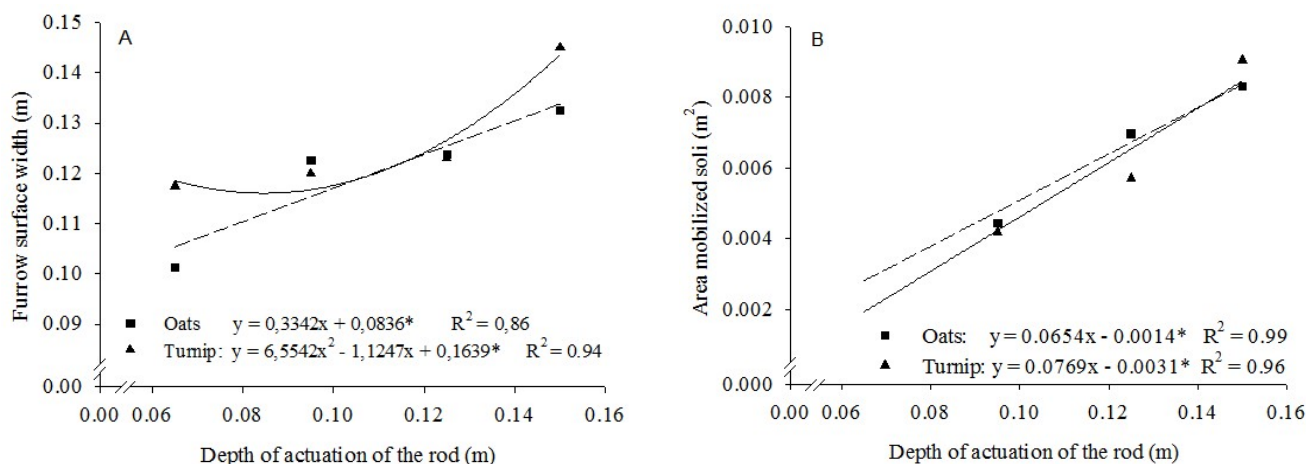 A
Furrow surface width (m)
0.15
0.14
0.13
0.12
0.11
0.10
0.09
0.00
Oats y = 0,3342x + 0,0836* R² = 0,86
Turnip: y = 6,5542x² - 1,1247x + 0,1639* R² = 0.94
0.00 0.06 0.08 0.10 0.12 0.14 0.16
Depth of actuation of the rod (m)
B
Area mobilized soli (m²)
0.010
0.008
0.006
0.004
0.002
0.000
Oats: y = 0.0654x - 0.0014* R² = 0.99
Turnip: y = 0.0769x - 0.0031* R² = 0.96
0.00 0.06 0.08 0.10 0.12 0.14 0.16
Depth of actuation of the rod (m)